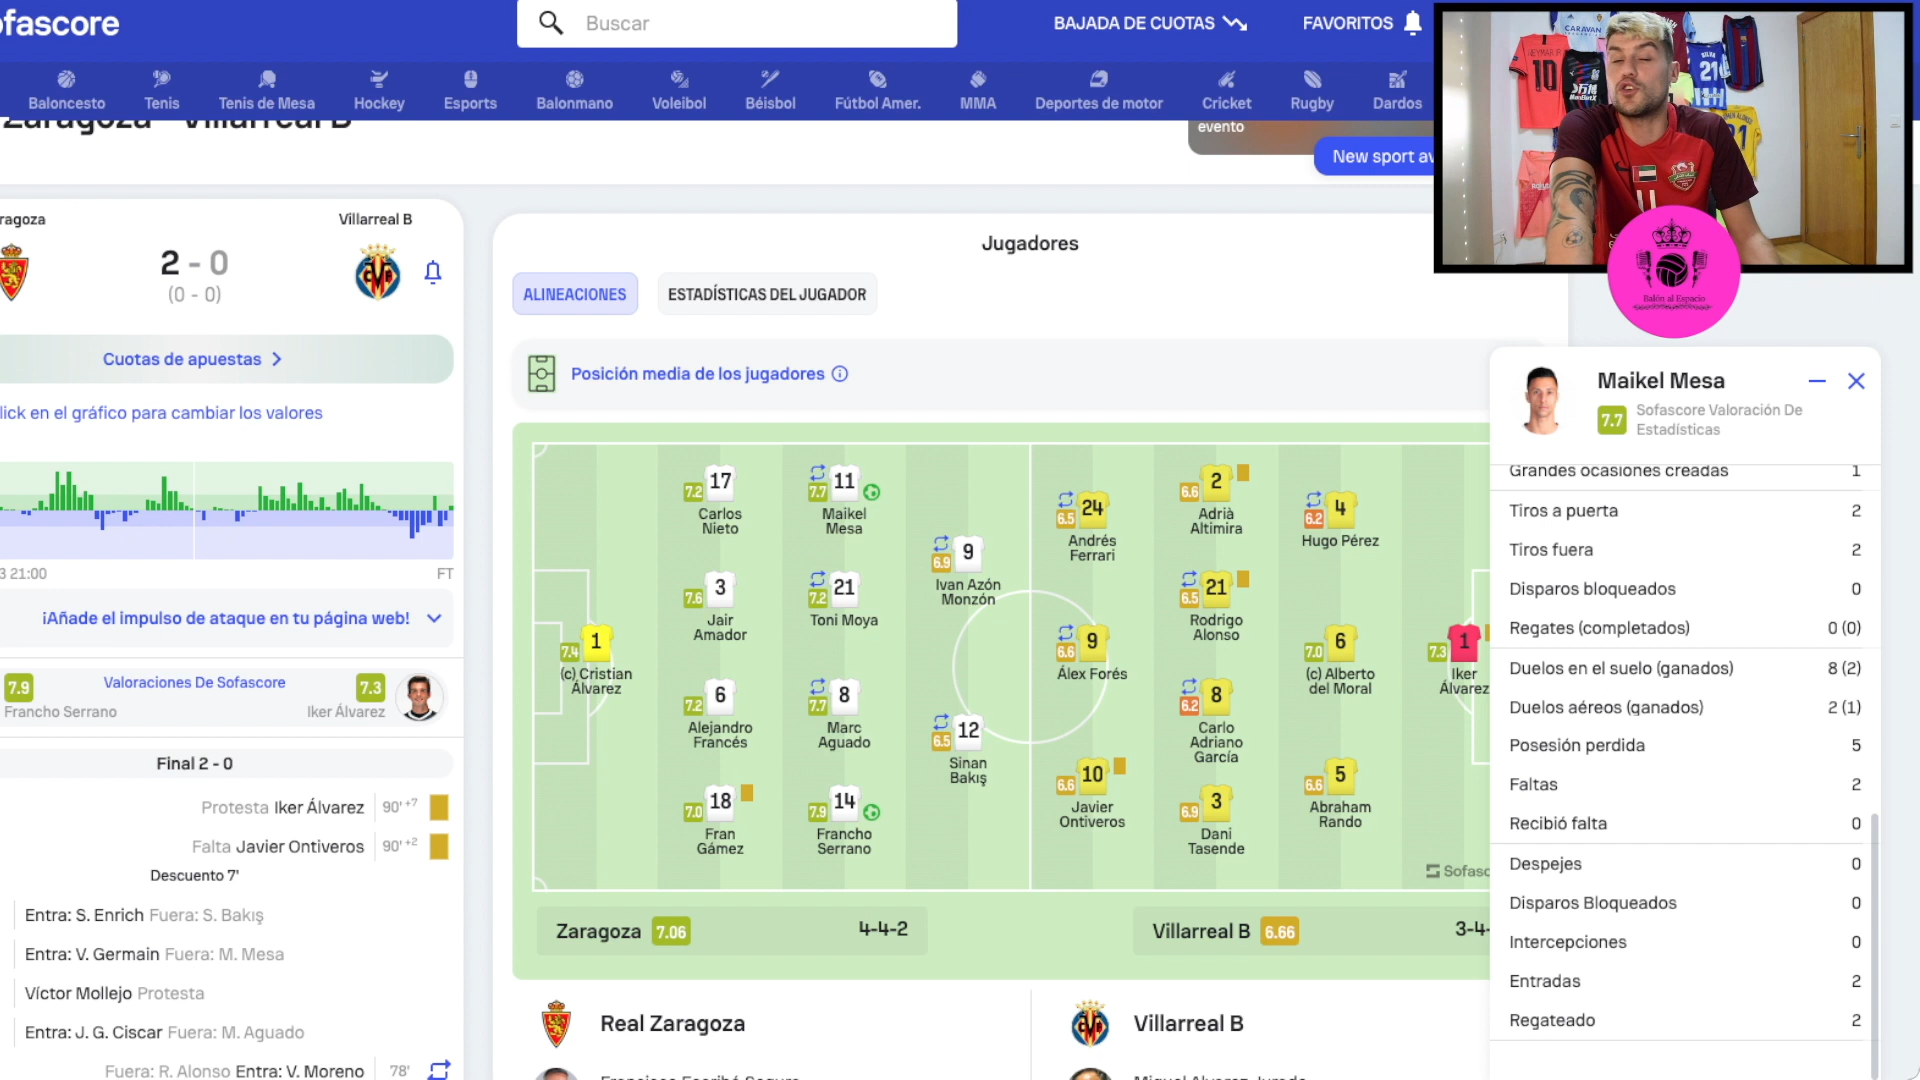 ofascore
Buscar
BAJADA DE CUOTAS
FAVORITOS
Baloncesto
Tenis
Tenis de Mesa
Hockey
Esports
Balonmano
Voleibol
Béisbol
Fútbol Amer.
MMA
Deportes de motor
Cricket
Rugby
Dardos
Zaragoza - Villarreal B
evento
New sport av
CARAVAN
NEYMAR JR
10
21
Balón al Espacio
ragoza
Villarreal B
2 - 0
(0 - 0)
Cuotas de apuestas
lick en el gráfico para cambiar los valores
3 21:00
FT
¡Añade el impulso de ataque en tu página web!
7.9
Valoraciones De Sofascore
7.3
Francho Serrano
Iker Álvarez
Final 2 - 0
Protesta Iker Álvarez 90' +7
Falta Javier Ontiveros 90' +2
Descuento 7'
Entra: S. Enrich Fuera: S. Bakış
Entra: V. Germain Fuera: M. Mesa
Víctor Mollejo Protesta
Entra: J. G. Ciscar Fuera: M. Aguado
Fuera: R. Alonso Entra: V. Moreno 78'
Jugadores
ALINEACIONES
ESTADÍSTICAS DEL JUGADOR
Posición media de los jugadores
1
7.4
(c) Cristian
Álvarez
17
7.2
Carlos
Nieto
3
7.6
Jair
Amador
6
7.2
Alejandro
Francés
18
7.0
Fran
Gámez
11
7.7
Maikel
Mesa
21
7.2
Toni Moya
8
7.7
Marc
Aguado
14
7.9
Francho
Serrano
9
6.9
Ivan Azón
Monzón
12
6.5
Sinan
Bakış
24
6.5
Andrés
Ferrari
9
6.6
Álex Forés
10
6.6
Javier
Ontiveros
2
6.6
Adrià
Altimira
21
6.5
Rodrigo
Alonso
8
6.2
Carlo
Adriano
García
3
6.9
Dani
Tasende
4
6.2
Hugo Pérez
6
7.0
(c) Alberto
del Moral
5
6.6
Abraham
Rando
1
7.3
Iker
Álvarez
Sofasc
Zaragoza 7.06
4-4-2
Villarreal B 6.66
3-4-
Real Zaragoza
Villarreal B
Maikel Mesa
7.7
Sofascore Valoración De
Estadísticas
Grandes ocasiones creadas 1
Tiros a puerta 2
Tiros fuera 2
Disparos bloqueados 0
Regates (completados) 0 (0)
Duelos en el suelo (ganados) 8 (2)
Duelos aéreos (ganados) 2 (1)
Posesión perdida 5
Faltas 2
Recibió falta 0
Despejes 0
Disparos Bloqueados 0
Intercepciones 0
Entradas 2
Regateado 2